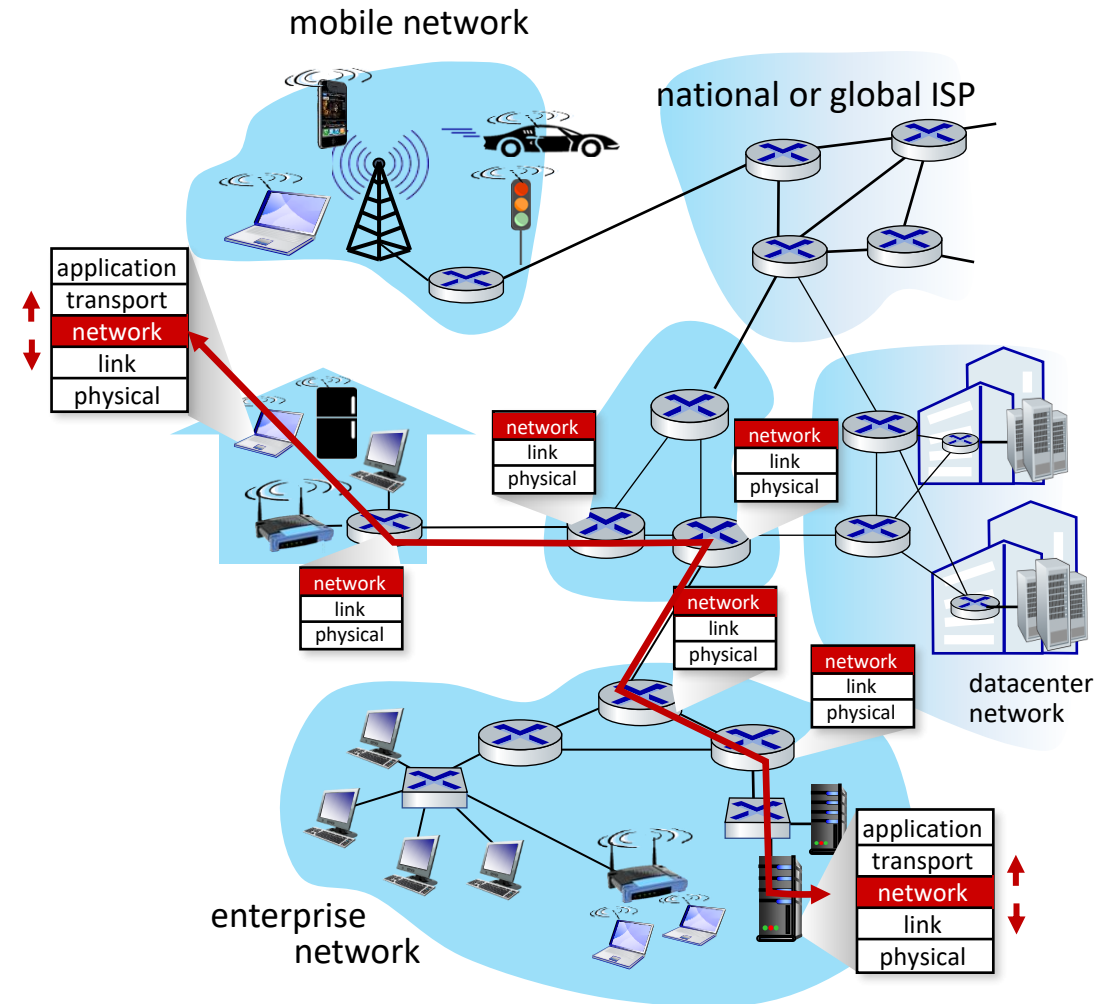 mobile network
national or global ISP
application
transport
network
link
physical
network
link
physical
network
link
physical
network
link
physical
network
link
physical
network
link
physical
datacenter
network
application
transport
network
link
physical
enterprise
network